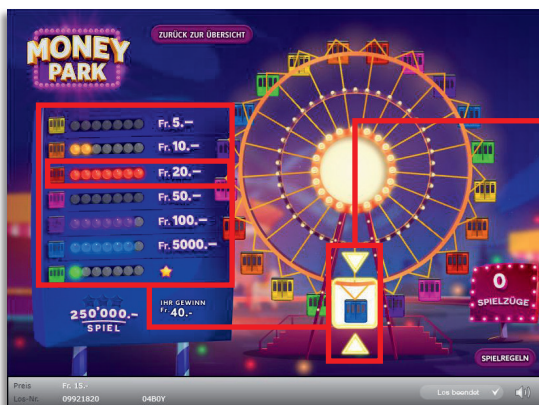 MONEY
PARK
ZURÜCK ZUR ÜBERSICHT
Fr. 5.–
Fr. 10.–
Fr. 20.–
Fr. 50.–
Fr. 100.–
Fr. 5000.–
250'000.–
SPIEL
IHR GEWINN
Fr. 40.–
0
SPIELZÜGE
SPIELREGELN
Preis Fr. 15.-
Los-Nr. 09921820 04B0Y
Los beendet